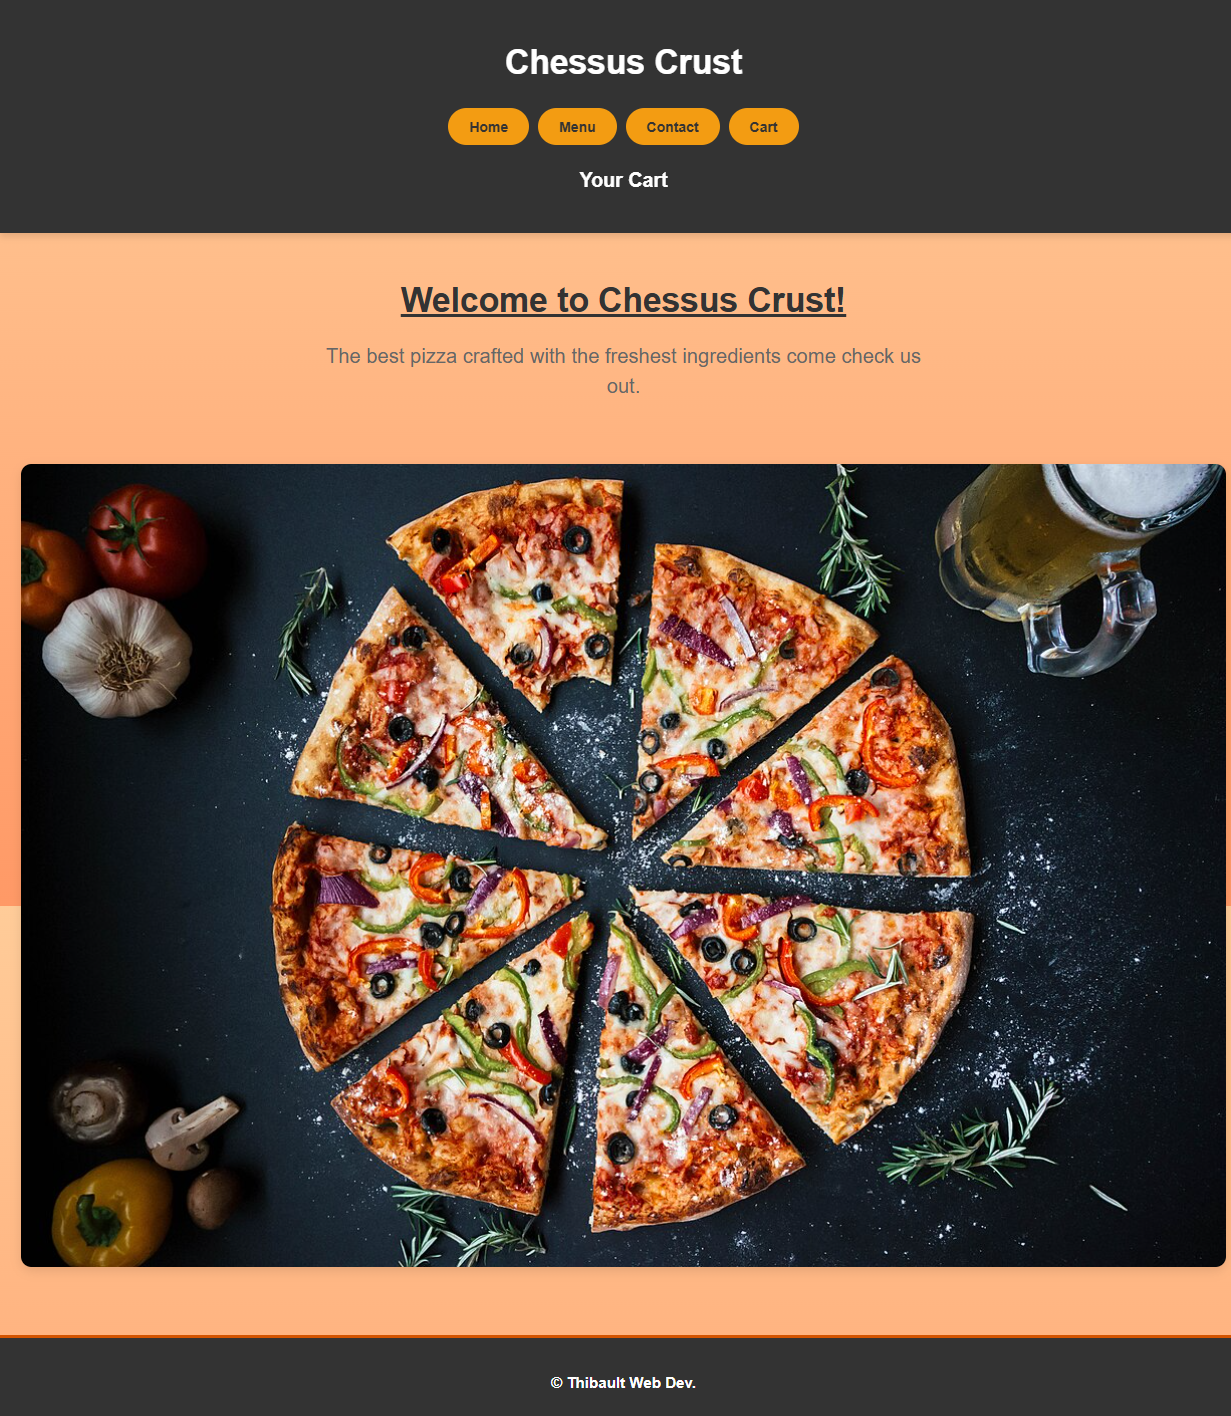 Chessus Crust
Home Menu Contact Cart
Your Cart
Welcome to Chessus Crust!
The best pizza crafted with the freshest ingredients come check us
out.
© Thibault Web Dev.